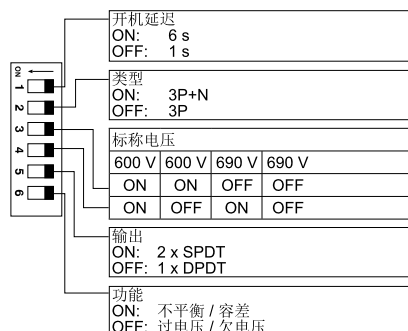 开机延迟
ON: 6 s
OFF: 1 s
ON
1
2
3
4
5
6
类型
ON: 3P+N
OFF: 3P
标称电压
600 V 600 V 690 V 690 V
ON ON OFF OFF
ON OFF ON OFF
输出
ON: 2 x SPDT
OFF: 1 x DPDT
功能
ON: 不平衡 / 容差
OFF: 过电压 / 欠电压